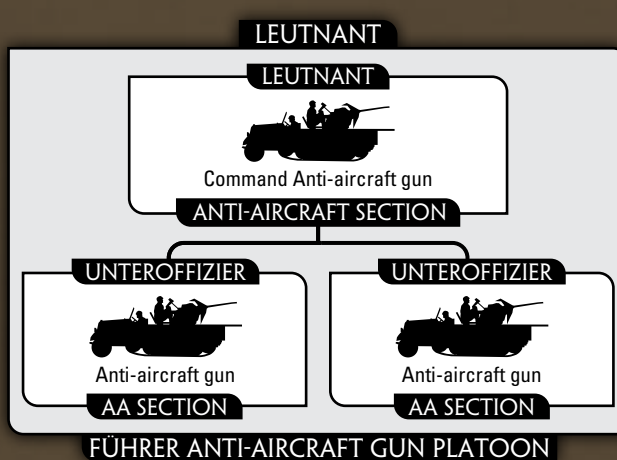 LEUTNANT
LEUTNANT
Command Anti-aircraft gun
ANTI-AIRCRAFT SECTION
UNTEROFFIZIER
Anti-aircraft gun
AA SECTION
UNTEROFFIZIER
Anti-aircraft gun
AA SECTION
FÜHRER ANTI-AIRCRAFT GUN PLATOON